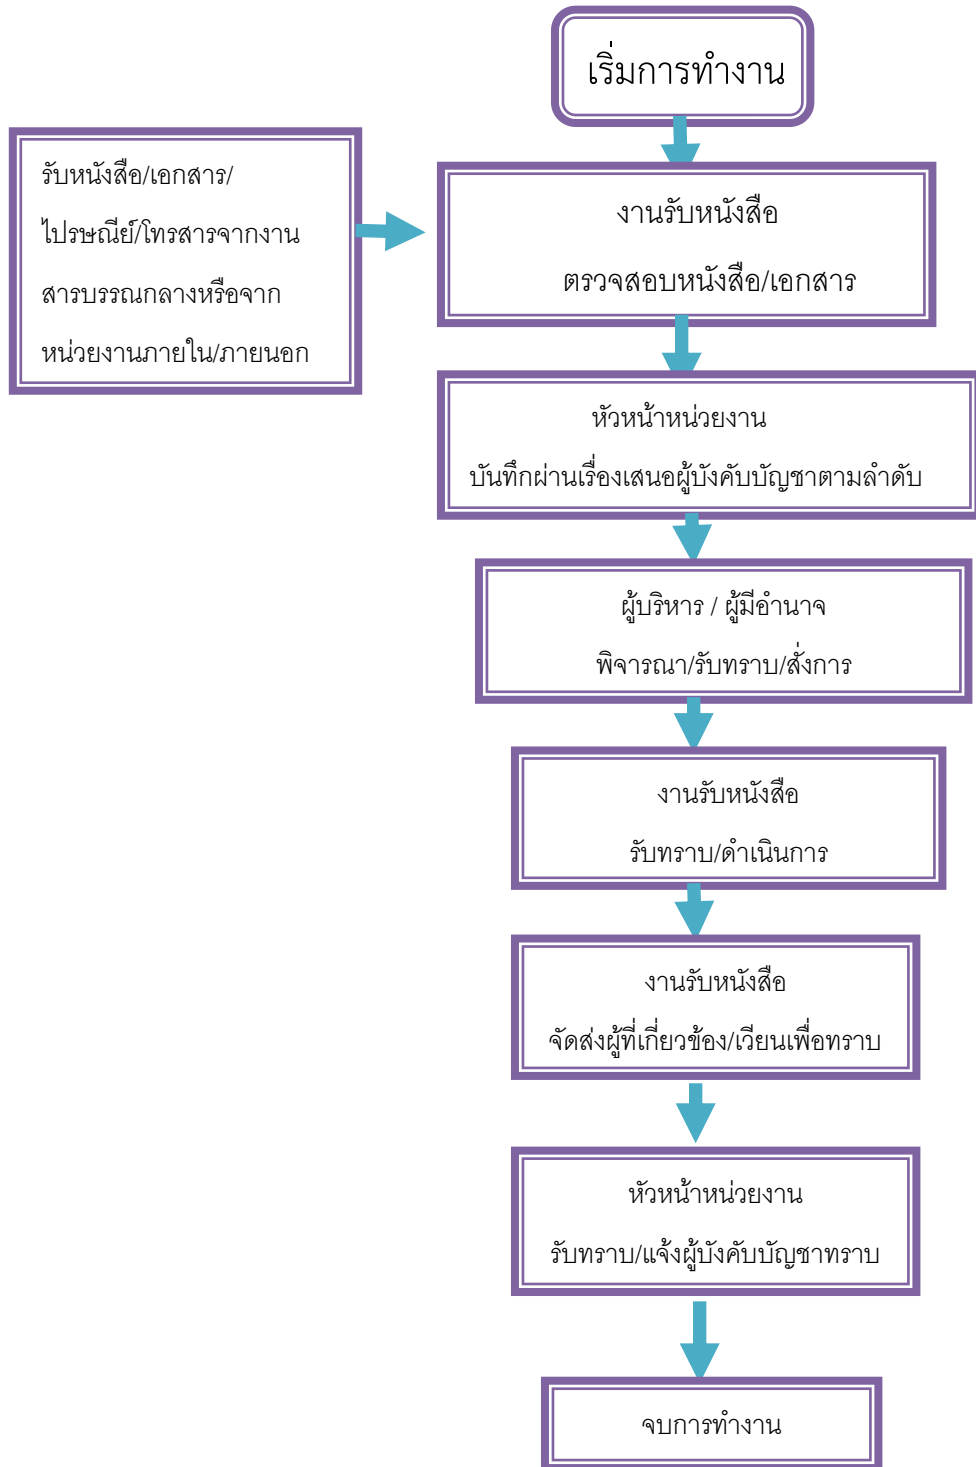 เริ่มการทำงาน
รับหนังสือ/เอกสาร/
ไปรษณีย์/โทรสารจากงาน
สารบรรณกลางหรือจาก
หน่วยงานภายใน/ภายนอก
งานรับหนังสือ
ตรวจสอบหนังสือ/เอกสาร
หัวหน้าหน่วยงาน
บันทึกผ่านเรื่องเสนอผู้บังคับบัญชาตามลำดับ
ผู้บริหาร / ผู้มีอำนาจ
พิจารณา/รับทราบ/สั่งการ
งานรับหนังสือ
รับทราบ/ดำเนินการ
งานรับหนังสือ
จัดส่งผู้ที่เกี่ยวข้อง/เวียนเพื่อทราบ
หัวหน้าหน่วยงาน
รับทราบ/แจ้งผู้บังคับบัญชาทราบ
จบการทำงาน